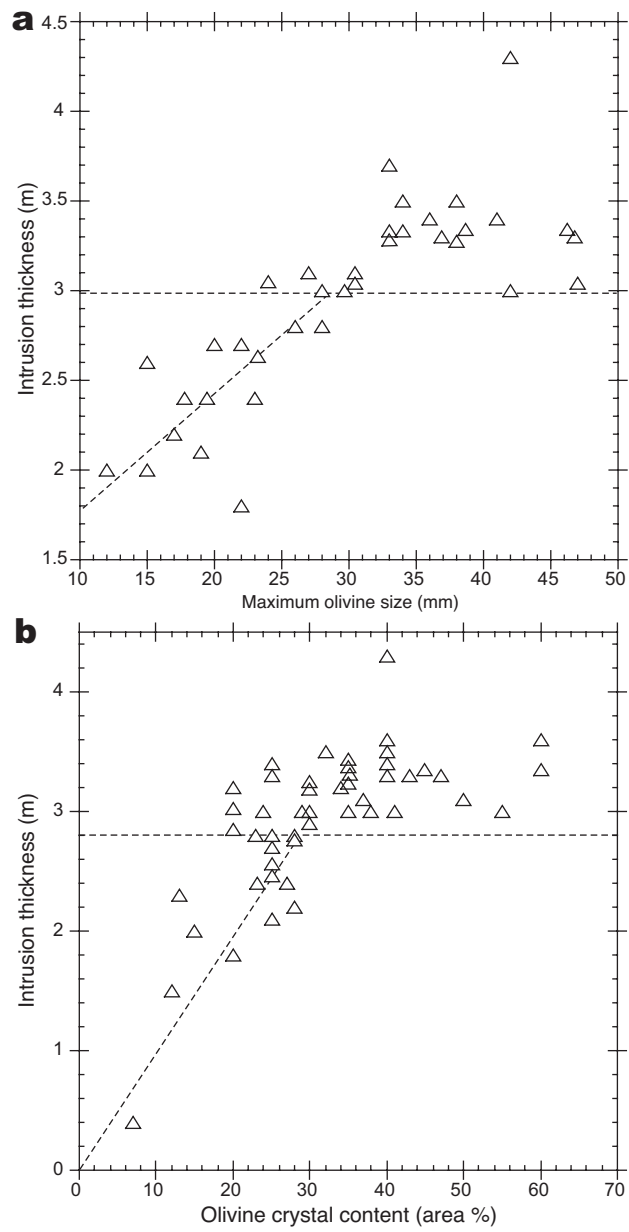 a
4.5
4
3.5
3
2.5
2
1.5
Intrusion thickness (m)
10 15 20 25 30 35 40 45 50
Maximum olivine size (mm)
b
4
3
2
1
0
Intrusion thickness (m)
0 10 20 30 40 50 60 70
Olivine crystal content (area %)